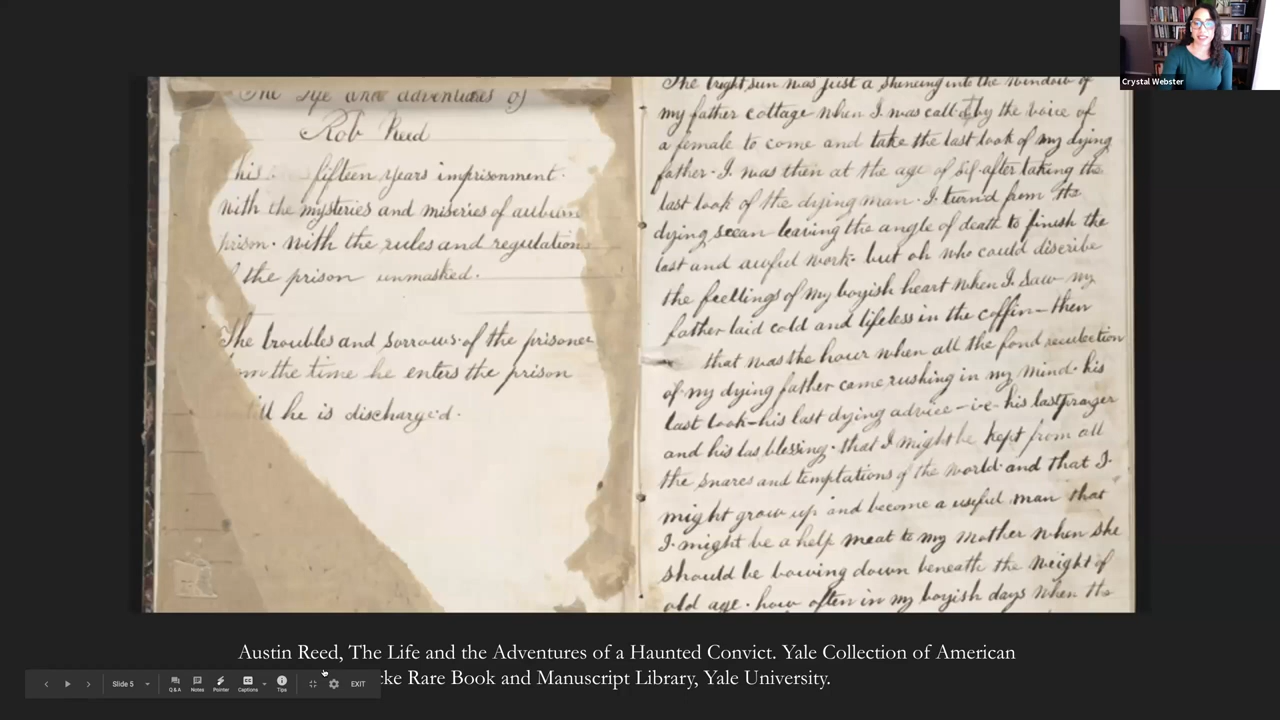 Crystal Webster
The life and adventures of
Rob Reed
his fifteen years imprisonment.
With the mysteries and miseries of auburn
prison. With the rules and regulation
the prison unmasked.
The troubles and sorrows of the prisoner
the time he enters the prison
till he is discharged.
The bright sun was just a shineing into the window of
my father cottage when I was call'd by the voice of
a female to come and take the last look of my dying
father. I was then at the age of after taking the
last look of the dying man. I turnd from the
dying scean leaving the angle of death to finish the
last and awful work. but oh who could discribe
the feellings of my boyish heart when I saw my
father laid cold and lifeless in the coffin— then
that was the hour when all the fond recolection
of my dying father came rushing in my mind. his
last look—his last dying advice— his last prayer
and his las blessing. that I might be kept from all
the snares and temptations of the world. and that I.
might grow up and become a useful man that
I might be a help meat to my mother when she
should be bowing down beneath the weight of
old age. how often in my boyish days when the
Austin Reed, The Life and the Adventures of a Haunted Convict. Yale Collection of American
cke Rare Book and Manuscript Library, Yale University.
Slide 5
Q&A
Notes
Pointer
Captions
Tips
EXIT